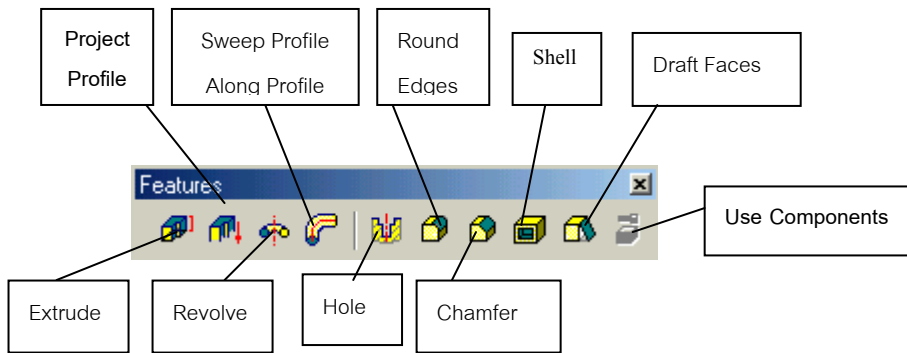 Project
Profile
Sweep Profile
Along Profile
Round
Edges
Shell
Draft Faces
Features
Use Components
Extrude
Revolve
Hole
Chamfer